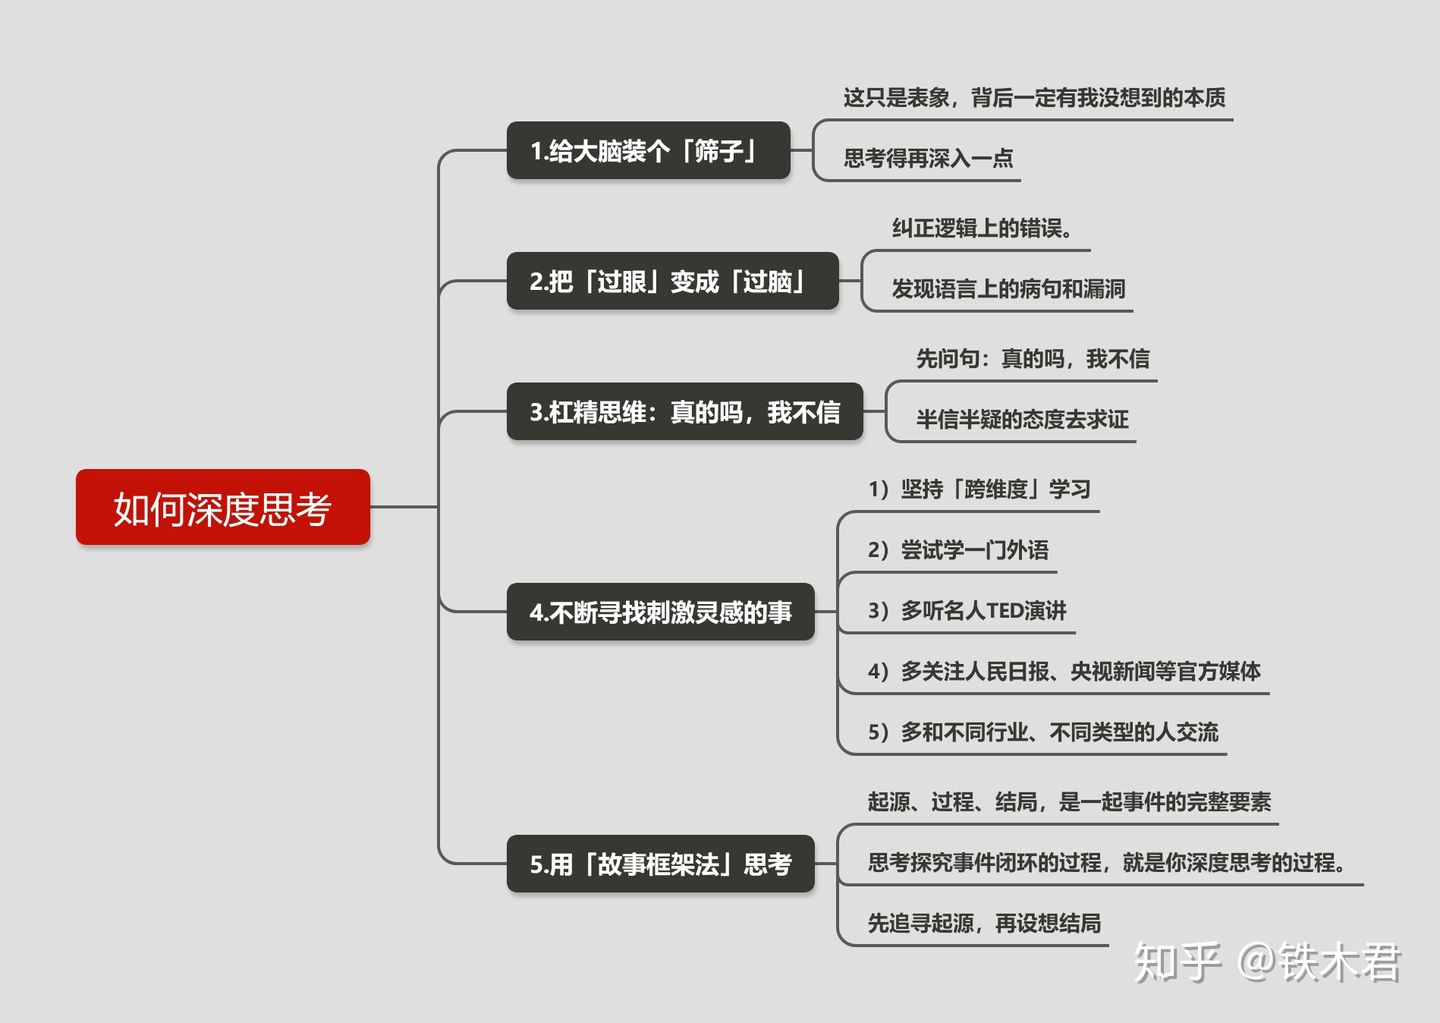 如何深度思考
1.给大脑装个「筛子」
这只是表象，背后一定有我没想到的本质
思考得再深入一点
2.把「过眼」变成「过脑」
纠正逻辑上的错误。
发现语言上的病句和漏洞
3.杠精思维：真的吗，我不信
先问句：真的吗，我不信
半信半疑的态度去求证
4.不断寻找刺激灵感的事
1）坚持「跨维度」学习
2）尝试学一门外语
3）多听名人TED演讲
4）多关注人民日报、央视新闻等官方媒体
5）多和不同行业、不同类型的人交流
5.用「故事框架法」思考
起源、过程、结局，是一起事件的完整要素
思考探究事件闭环的过程，就是你深度思考的过程。
先追寻起源，再设想结局
知乎 @铁木君